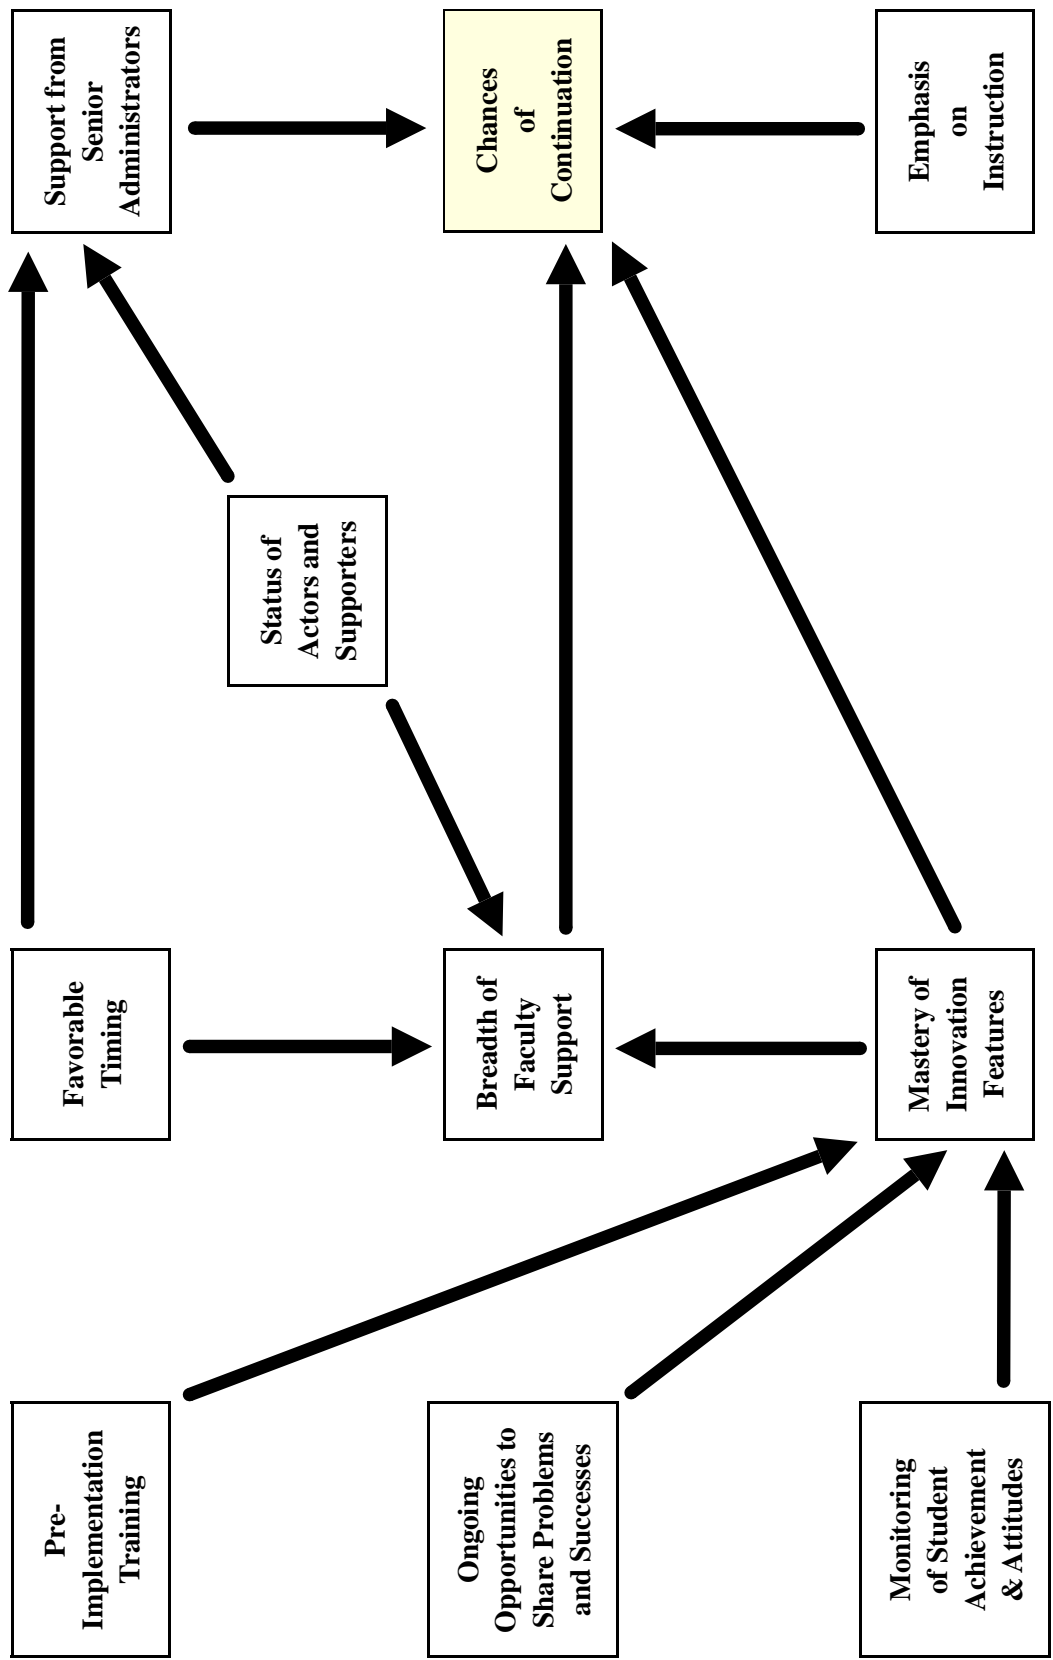 Pre-
Implementation
Training
Favorable
Timing
Support from
Senior
Administrators
Status of
Actors and
Supporters
Ongoing
Opportunities to
Share Problems
and Successes
Breadth of
Faculty
Support
Chances
of
Continuation
Monitoring
of Student
Achievement
& Attitudes
Mastery of
Innovation
Features
Emphasis
on
Instruction